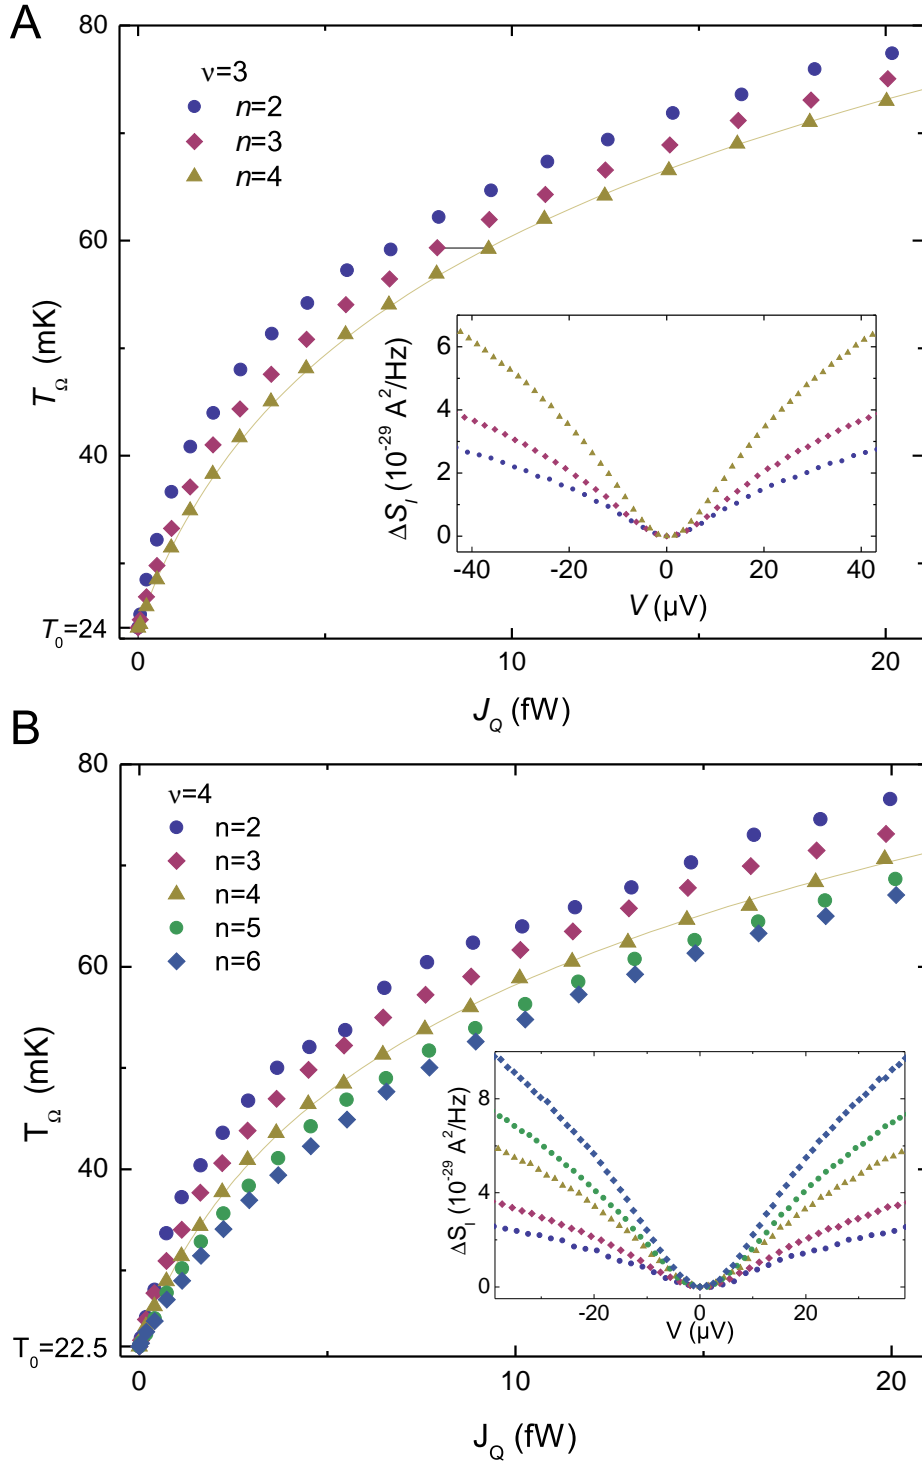 A
80
ν=3
n=2
n=3
n=4
60
T_Ω (mK)
40
T_0=24
0
10
20
J_Q (fW)
6
4
2
0
ΔS_I (10^-29 A^2/Hz)
-40
-20
0
20
40
V (μV)
B
80
ν=4
n=2
n=3
n=4
n=5
n=6
60
T_Ω (mK)
40
T_0=22.5
0
10
20
J_Q (fW)
8
4
0
ΔS_I (10^-29 A^2/Hz)
-20
0
20
V (μV)